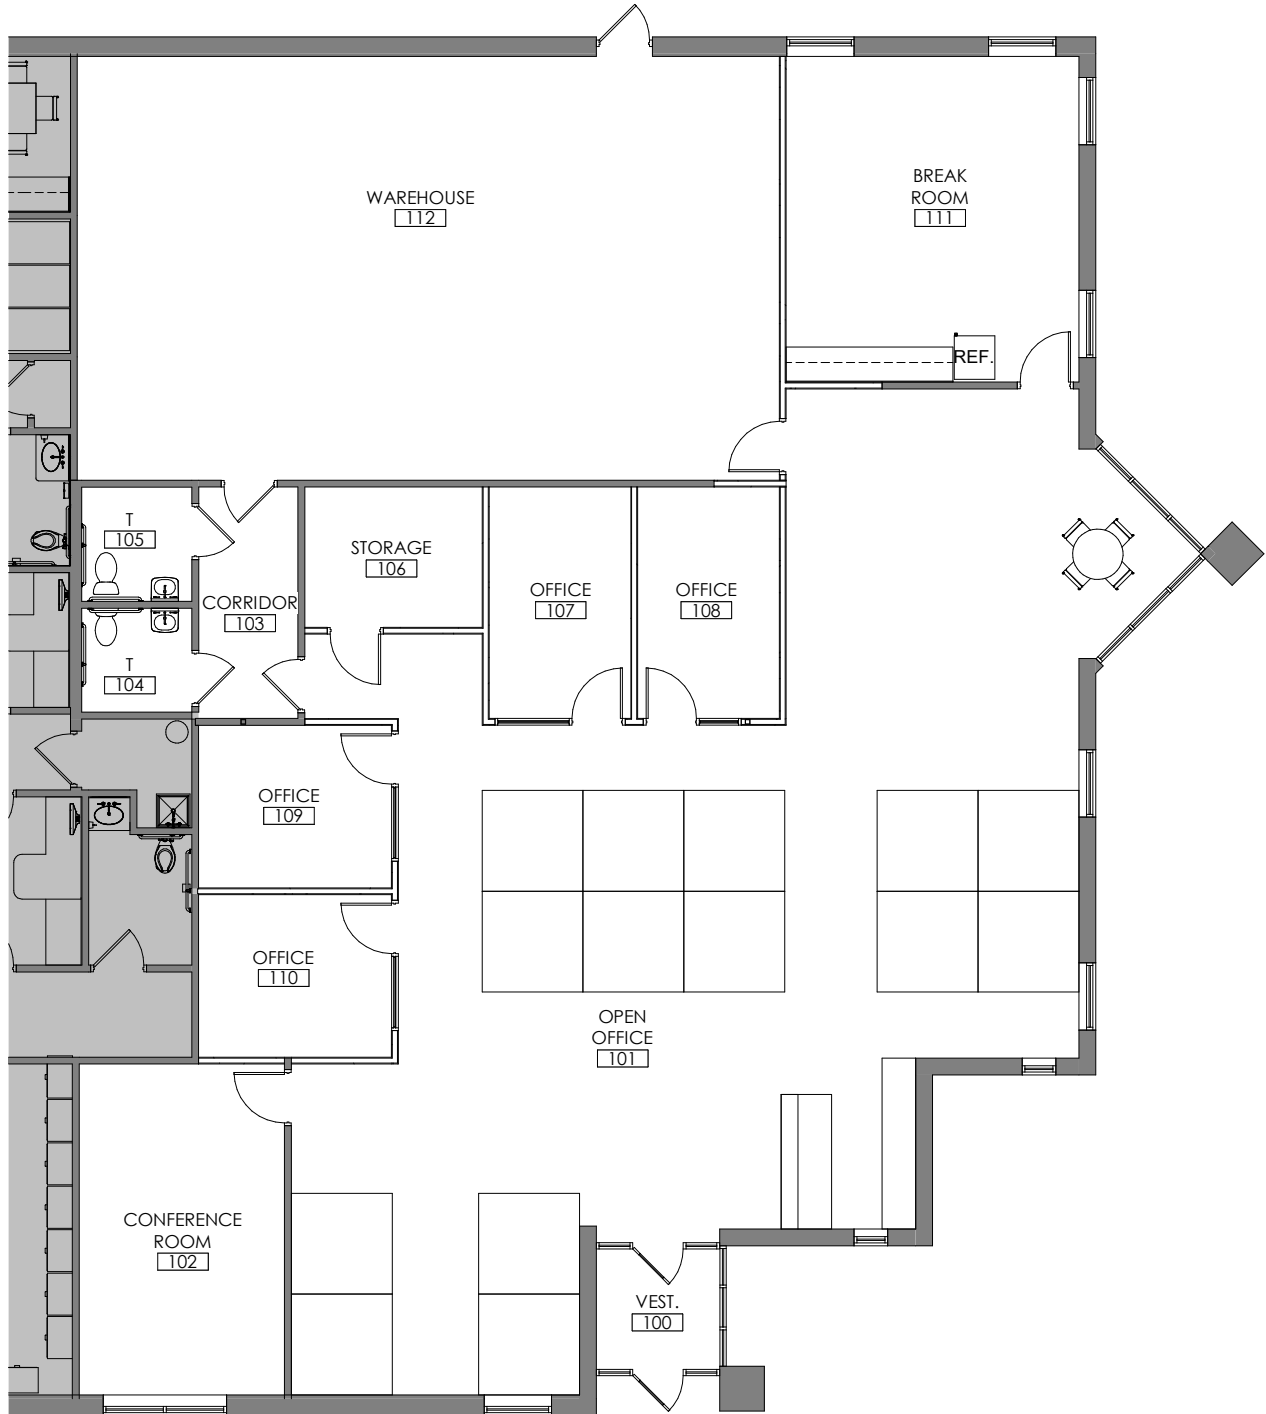 WAREHOUSE
112
BREAK
ROOM
111
REF.
T
105
STORAGE
106
OFFICE
107
OFFICE
108
CORRIDOR
103
T
104
OFFICE
109
OFFICE
110
OPEN
OFFICE
101
CONFERENCE
ROOM
102
VEST.
100